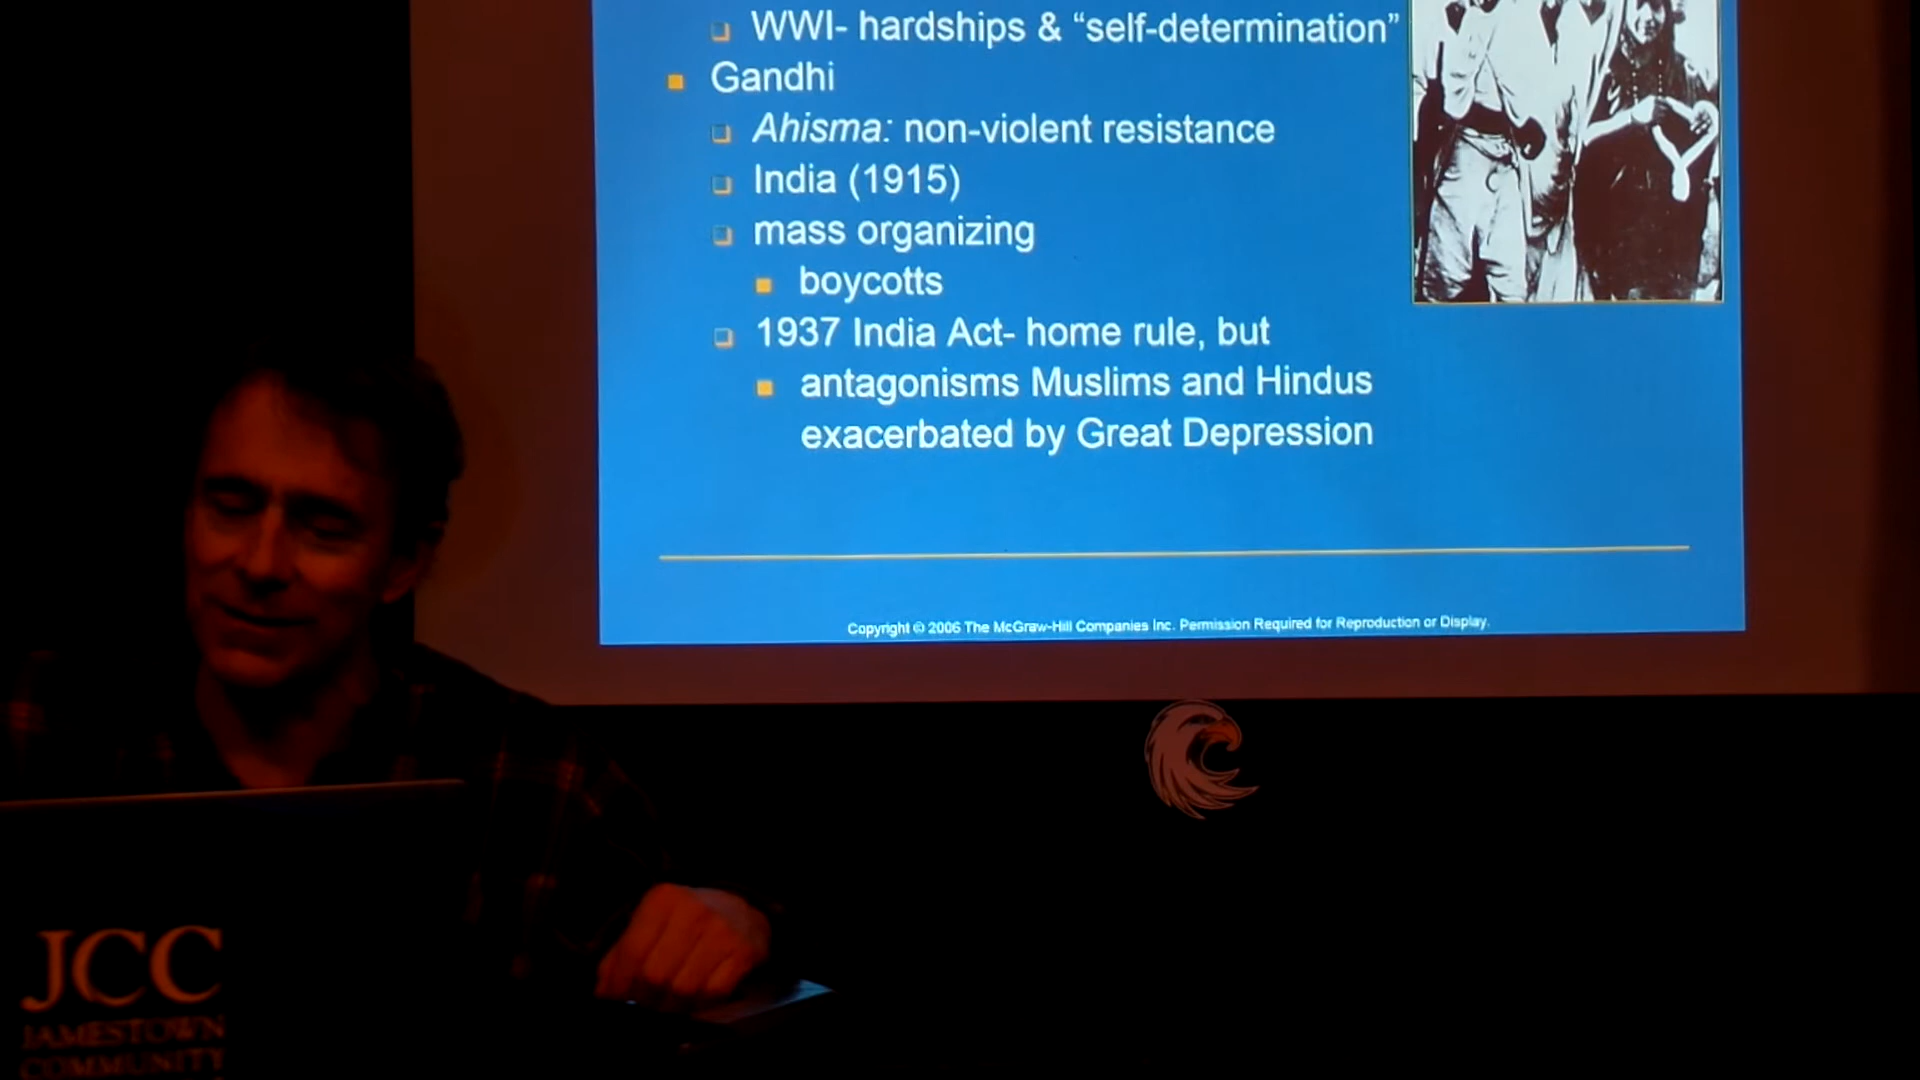 WWI- hardships & “self-determination”
Gandhi
Ahisma: non-violent resistance
India (1915)
mass organizing
boycotts
1937 India Act- home rule, but
antagonisms Muslims and Hindus
exacerbated by Great Depression
Copyright © 2006 The McGraw-Hill Companies Inc. Permission Required for Reproduction or Display.
JCC
JAMESTOWN
COMMUNITY